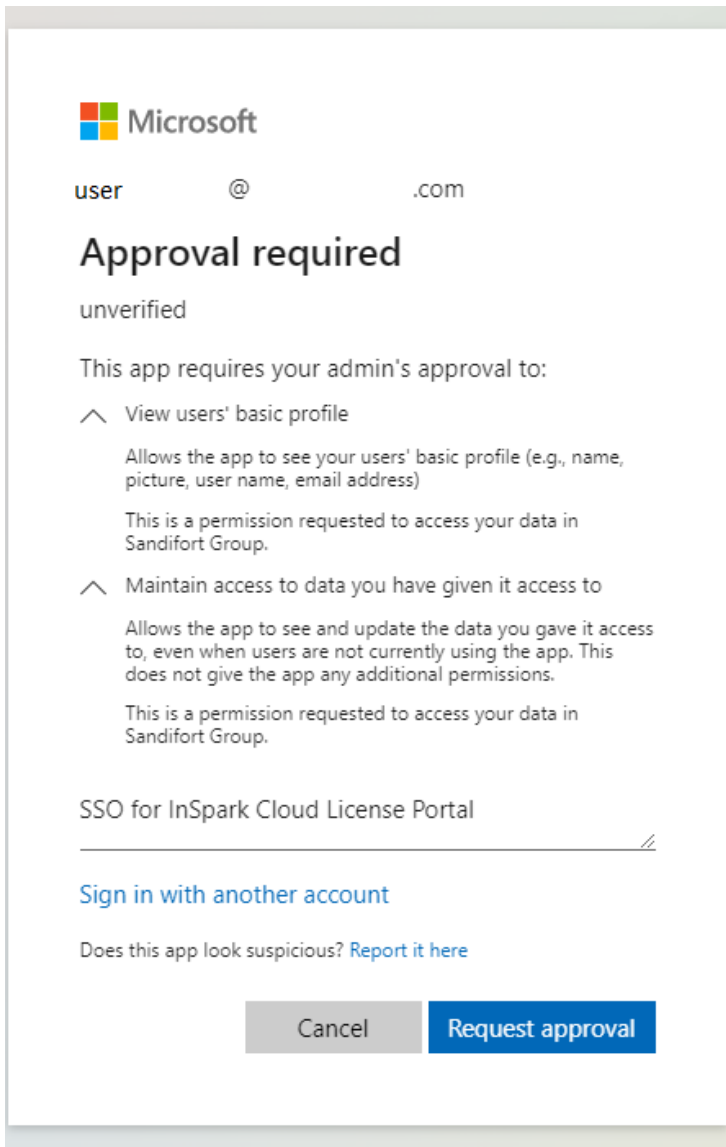 Microsoft
user @ .com
Approval required
unverified
This app requires your admin's approval to:
View users' basic profile
Allows the app to see your users' basic profile (e.g., name,
picture, user name, email address)
This is a permission requested to access your data in
Sandifort Group.
Maintain access to data you have given it access to
Allows the app to see and update the data you gave it access
to, even when users are not currently using the app. This
does not give the app any additional permissions.
This is a permission requested to access your data in
Sandifort Group.
SSO for InSpark Cloud License Portal
Sign in with another account
Does this app look suspicious? Report it here
Cancel Request approval